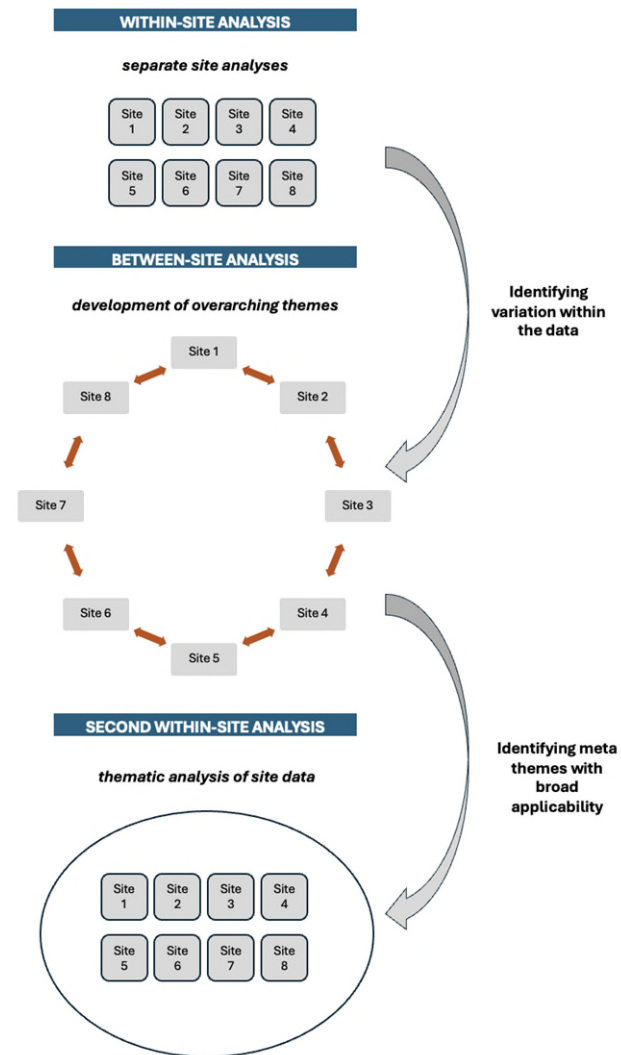 WITHIN-SITE ANALYSIS
separate site analyses
Site
1
Site
2
Site
3
Site
4
Site
5
Site
6
Site
7
Site
8
BETWEEN-SITE ANALYSIS
development of overarching themes
Identifying
variation within
the data
Site 1
Site 8
Site 2
Site 7
Site 3
Site 6
Site 4
Site 5
SECOND WITHIN-SITE ANALYSIS
thematic analysis of site data
Identifying meta
themes with
broad
applicability
Site
1
Site
2
Site
3
Site
4
Site
5
Site
6
Site
7
Site
8